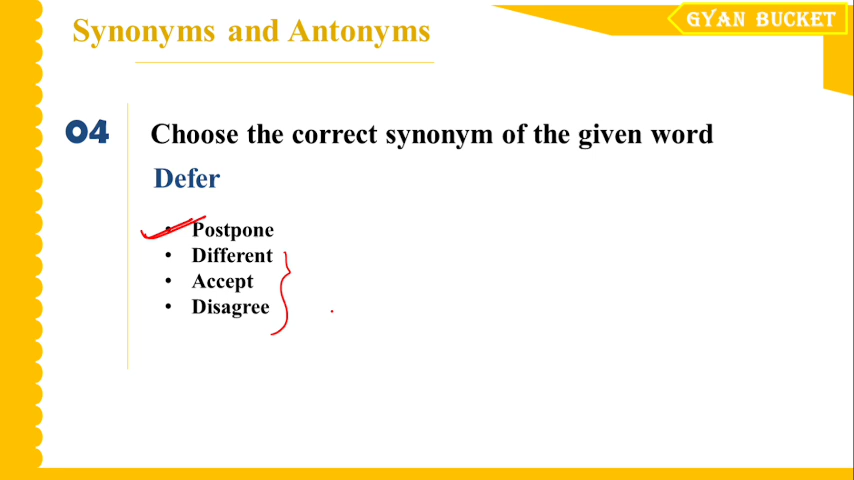 Synonyms and Antonyms
GYAN BUCKET
04
Choose the correct synonym of the given word
Defer
• Postpone
• Different
• Accept
• Disagree